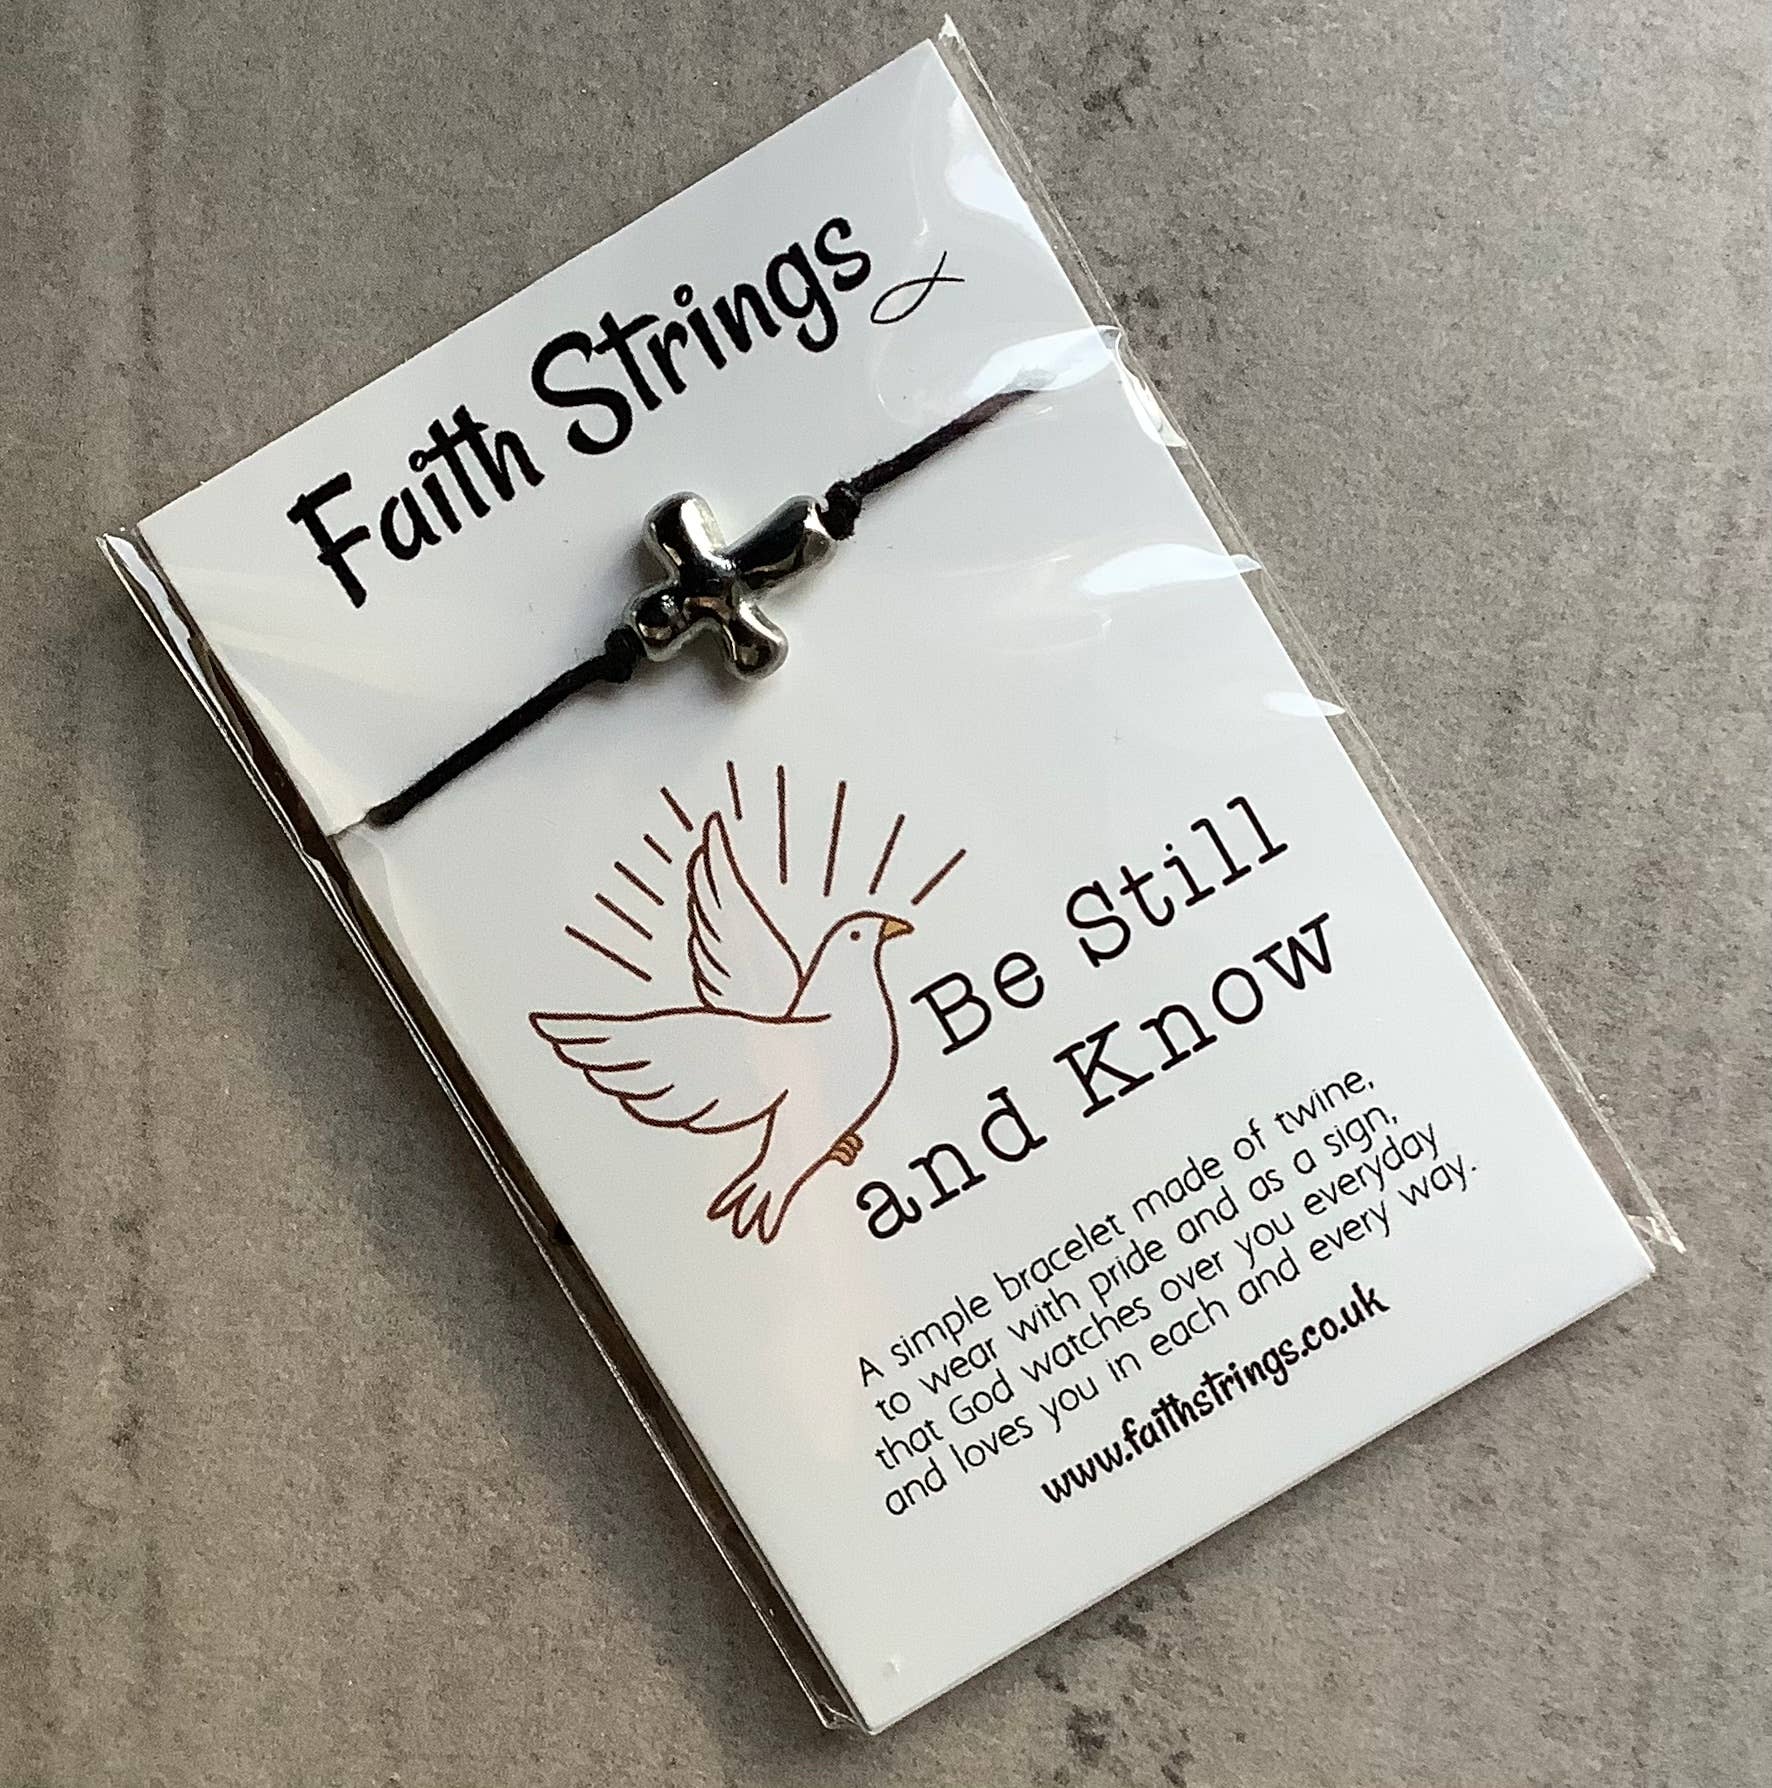 Faith Strings
Be Still
and Know
A simple bracelet made of twine,
to wear with pride and as a sign,
that God watches over you everyday
and loves you in each and every way.
www.faithstrings.co.uk